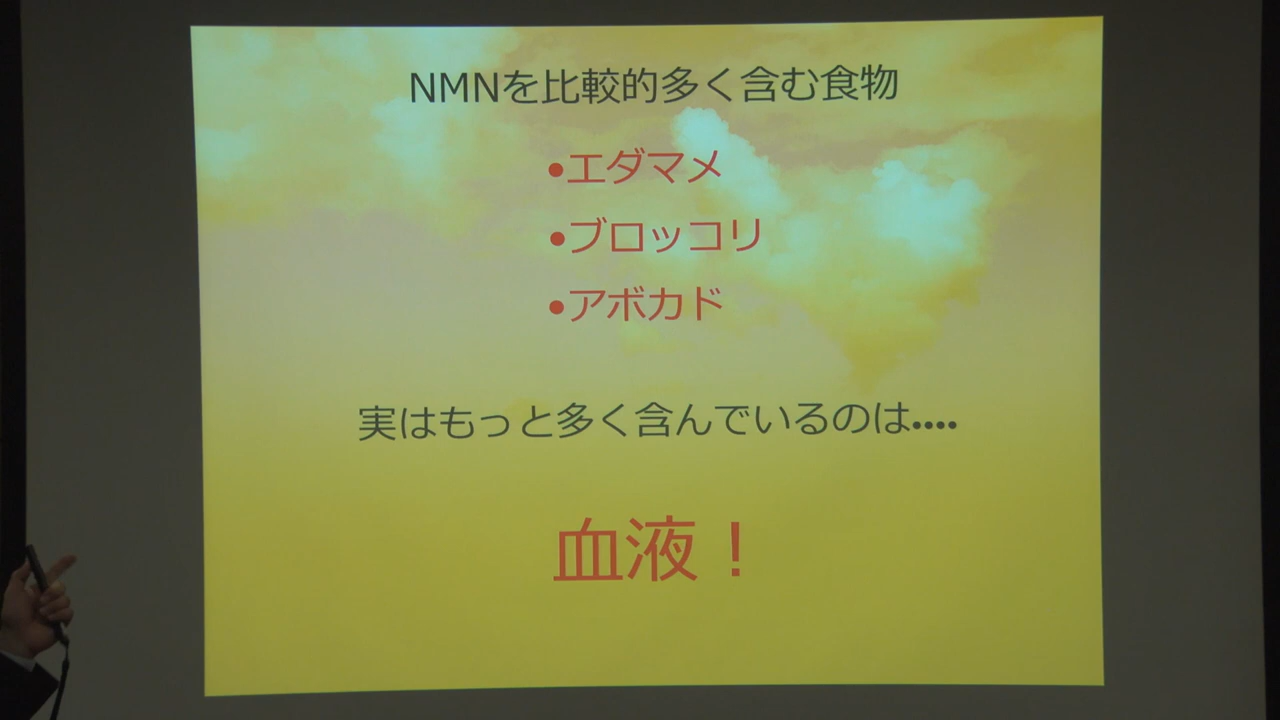 NMNを比較的多く含む食物
•エダマメ
•ブロッコリ
•アボカド
実はもっと多く含んでいるのは••••
血液！